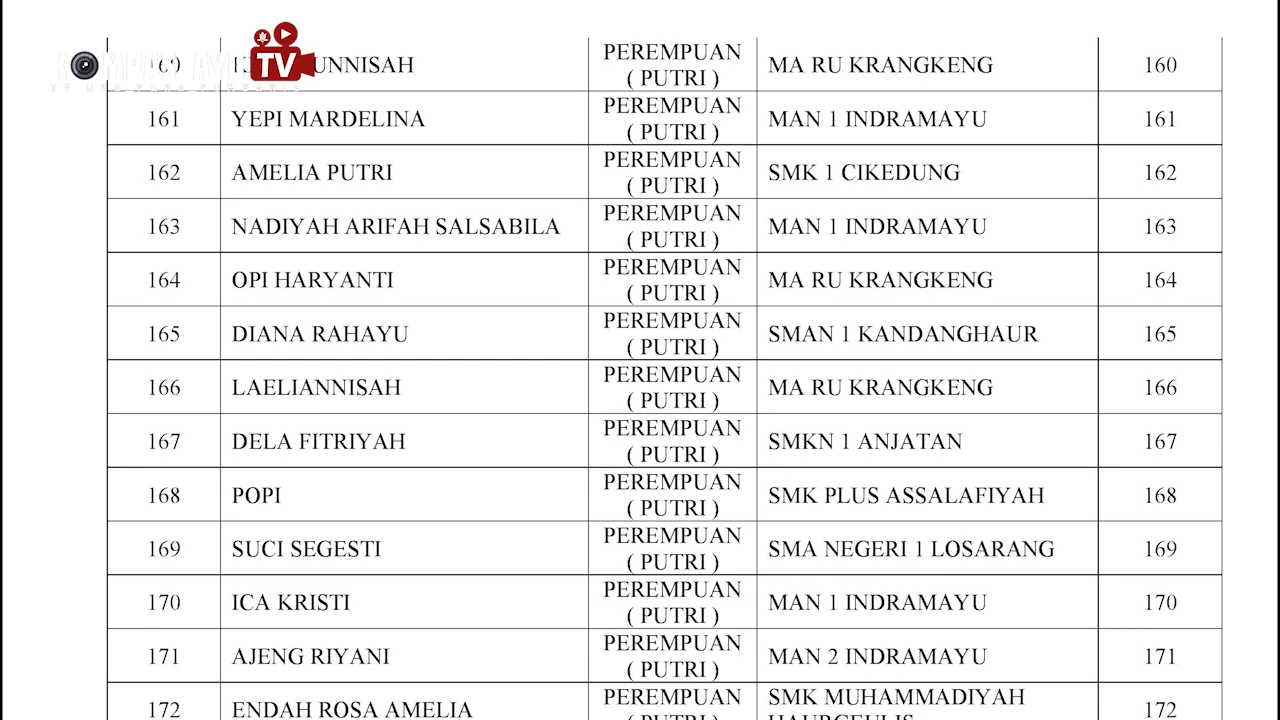 TV
PEREMPUAN
UNNISAH MA RU KRANGKENG 160
( PUTRI )
PEREMPUAN
161 YEPI MARDELINA MAN 1 INDRAMAYU 161
( PUTRI )
PEREMPUAN
162 AMELIA PUTRI SMK 1 CIKEDUNG 162
( PUTRI )
PEREMPUAN
163 NADIYAH ARIFAH SALSABILA MAN 1 INDRAMAYU 163
( PUTRI )
PEREMPUAN
164 OPI HARYANTI MA RU KRANGKENG 164
( PUTRI )
PEREMPUAN
165 DIANA RAHAYU SMAN 1 KANDANGHAUR 165
( PUTRI )
PEREMPUAN
166 LAELIANNISAH MA RU KRANGKENG 166
( PUTRI )
PEREMPUAN
167 DELA FITRIYAH SMKN 1 ANJATAN 167
( PUTRI )
PEREMPUAN
168 POPI SMK PLUS ASSALAFIYAH 168
( PUTRI )
PEREMPUAN
169 SUCI SEGESTI SMA NEGERI 1 LOSARANG 169
( PUTRI )
PEREMPUAN
170 ICA KRISTI MAN 1 INDRAMAYU 170
( PUTRI )
PEREMPUAN
171 AJENG RIYANI MAN 2 INDRAMAYU 171
( PUTRI )
PEREMPUAN SMK MUHAMMADIYAH
172 ENDAH ROSA AMELIA 172